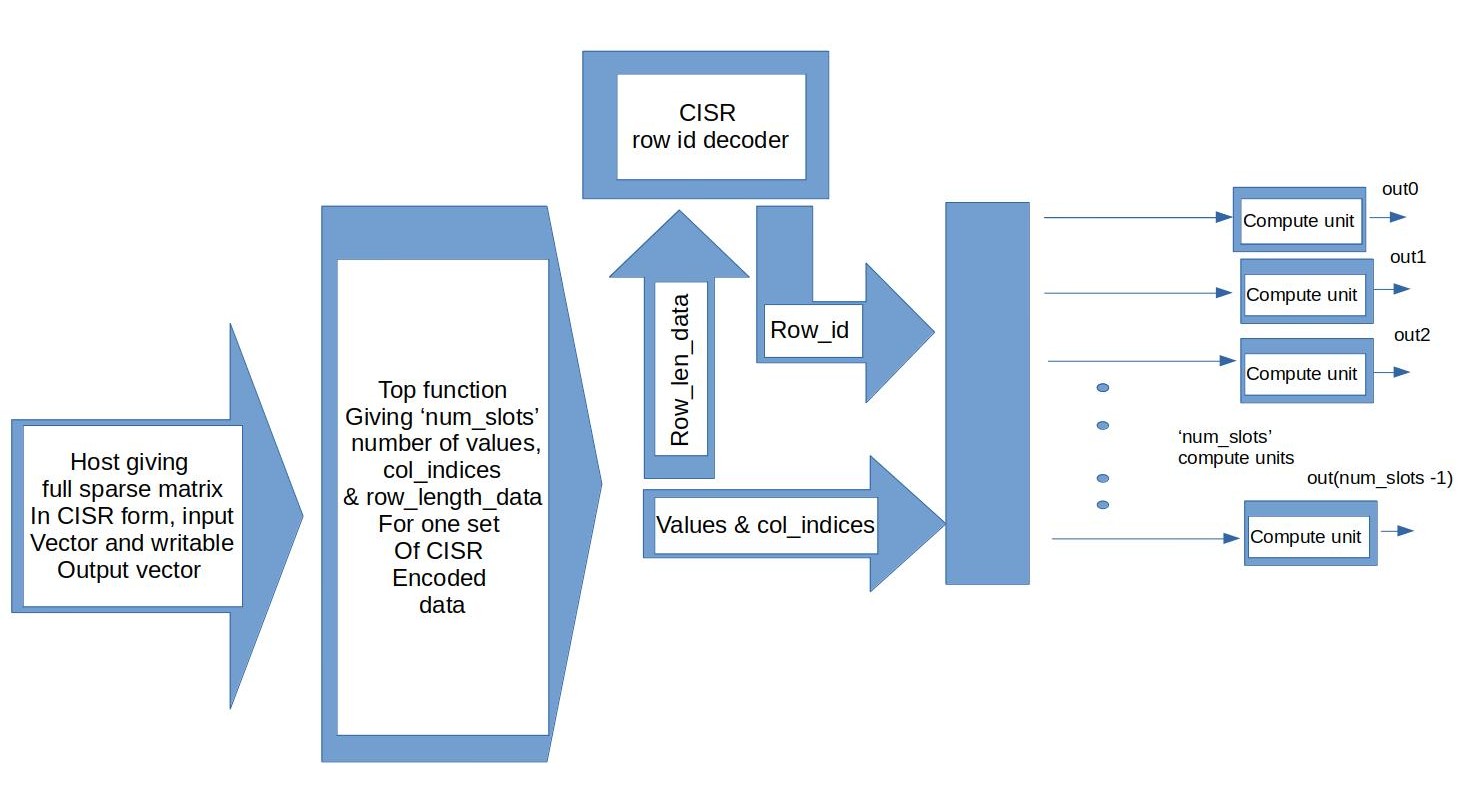 CISR
row id decoder
Host giving
full sparse matrix
In CISR form, input
Vector and writable
Output vector
Top function
Giving ‘num_slots’
number of values,
col_indices
& row_length_data
For one set
Of CISR
Encoded
data
Row_len_data
Row_id
Values & col_indices
out0
Compute unit
out1
Compute unit
out2
Compute unit
‘num_slots’
compute units
out(num_slots -1)
Compute unit